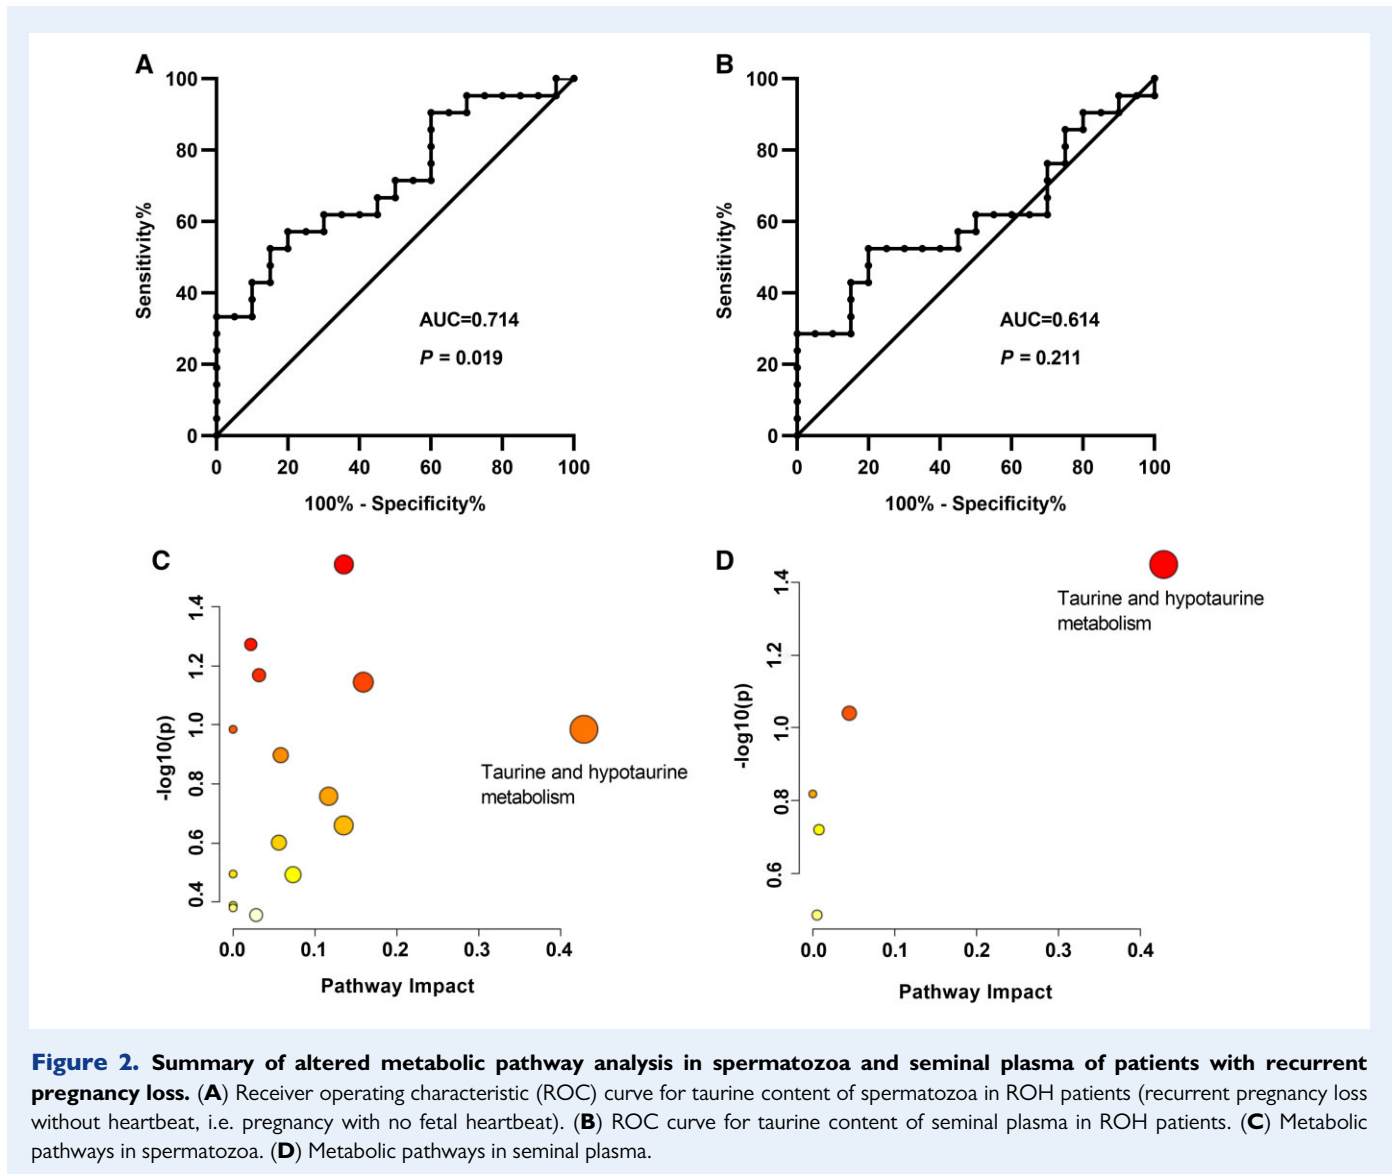 A
100
80
60
40
20
0
Sensitivity%
AUC=0.714
P = 0.019
0 20 40 60 80 100
100% - Specificity%
B
100
80
60
40
20
0
Sensitivity%
AUC=0.614
P = 0.211
0 20 40 60 80 100
100% - Specificity%
C
1.4
1.2
1.0
0.8
0.6
0.4
-log10(p)
Taurine and hypotaurine
metabolism
0.0 0.1 0.2 0.3 0.4
Pathway Impact
D
1.4
1.2
1.0
0.8
0.6
-log10(p)
Taurine and hypotaurine
metabolism
0.0 0.1 0.2 0.3 0.4
Pathway Impact
Figure 2. Summary of altered metabolic pathway analysis in spermatozoa and seminal plasma of patients with recurrent
pregnancy loss. (A) Receiver operating characteristic (ROC) curve for taurine content of spermatozoa in ROH patients (recurrent pregnancy loss
without heartbeat, i.e. pregnancy with no fetal heartbeat). (B) ROC curve for taurine content of seminal plasma in ROH patients. (C) Metabolic
pathways in spermatozoa. (D) Metabolic pathways in seminal plasma.